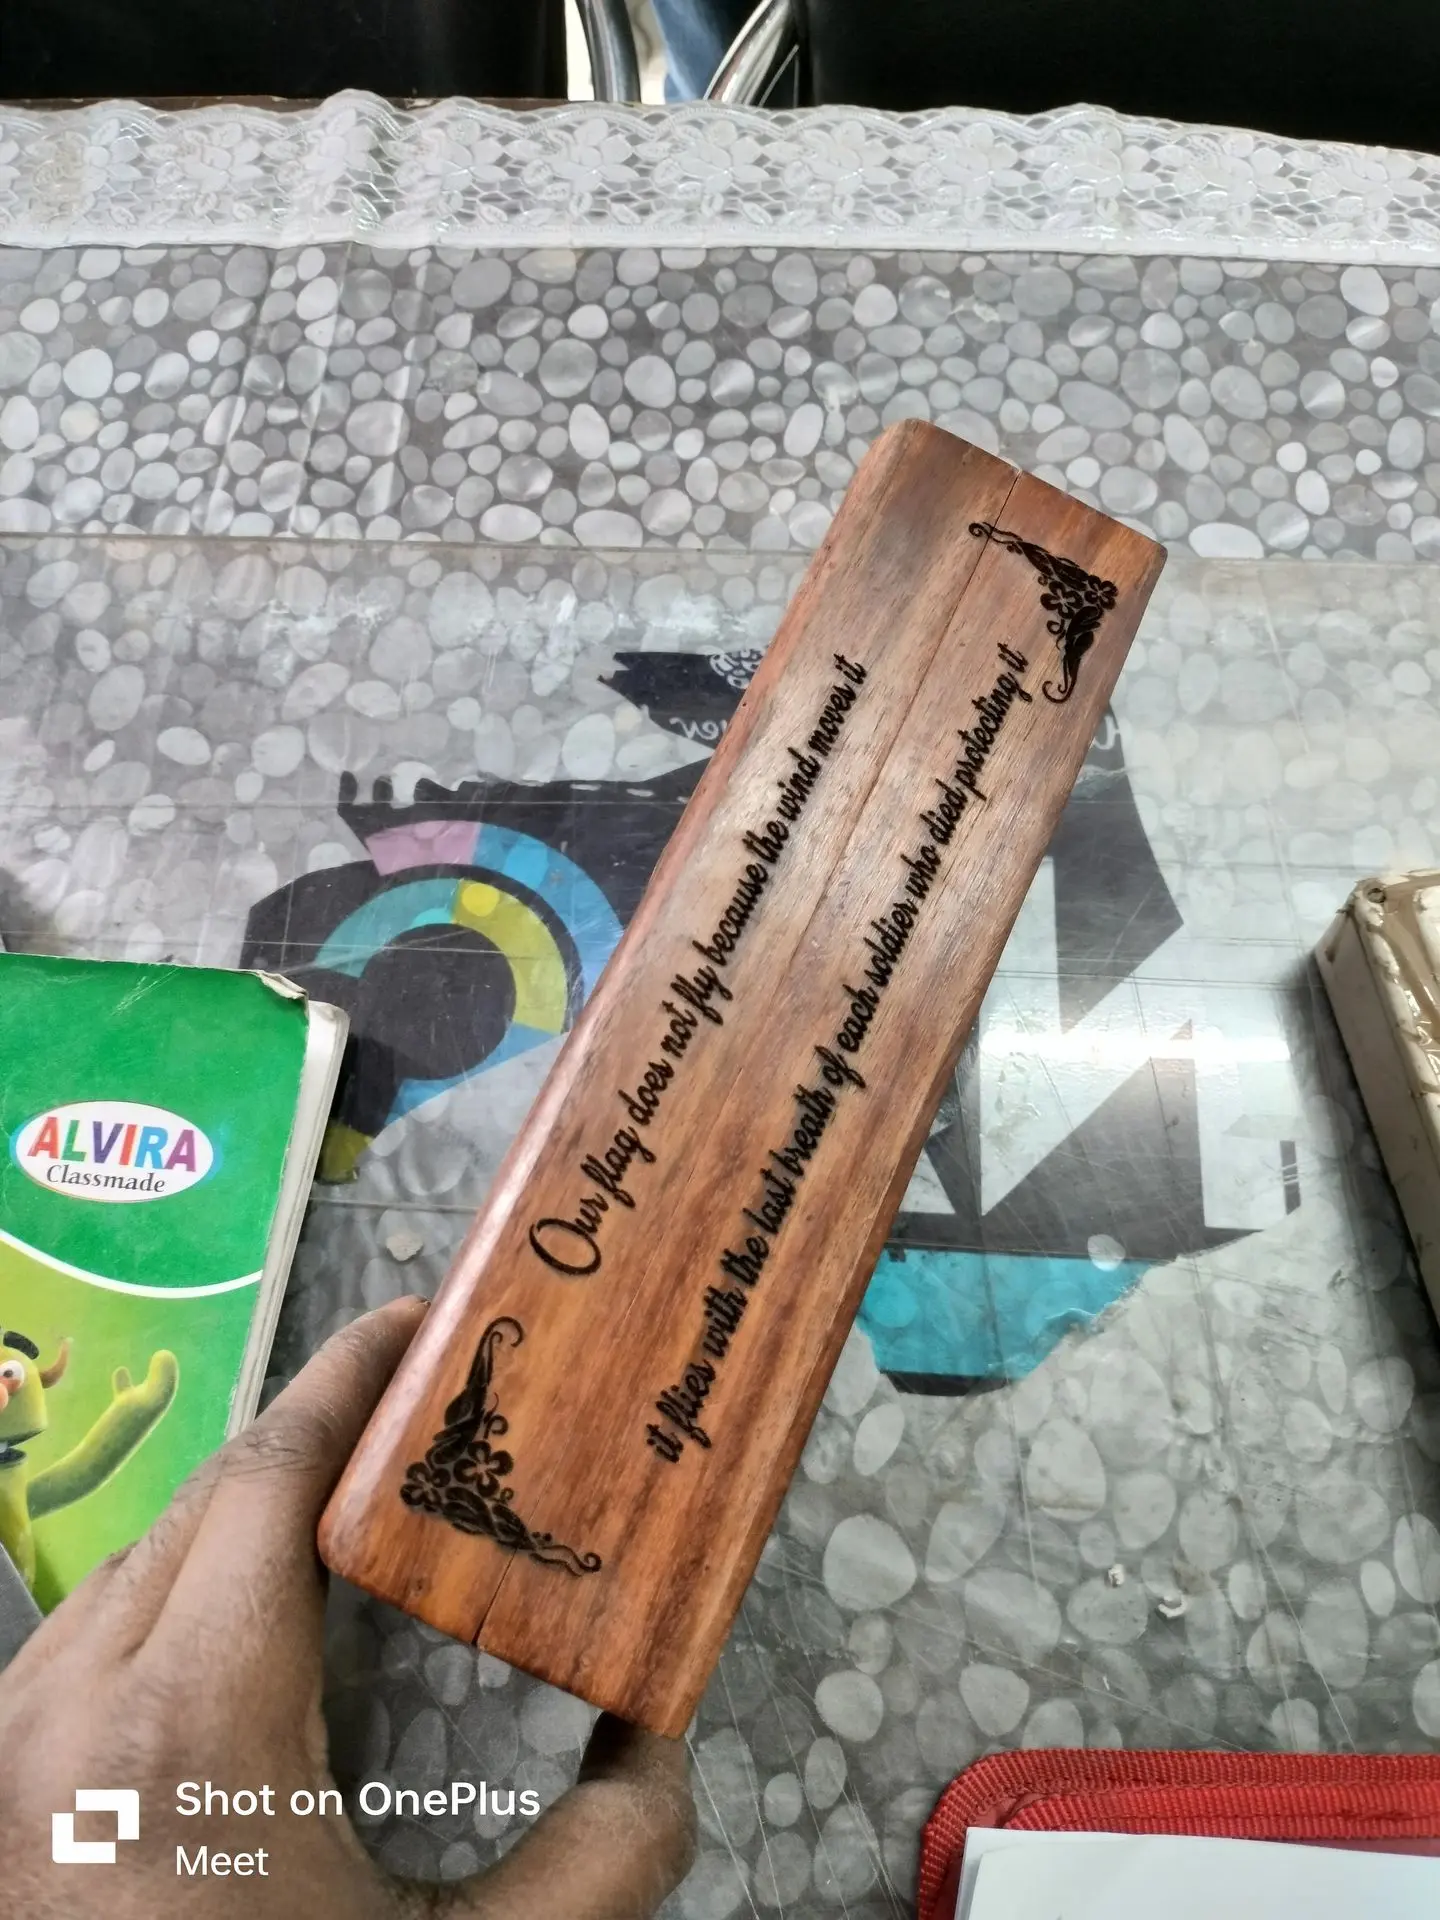 Our flag does not fly because the wind moves it
it flies with the last breath of each soldier who died protecting it
ALVIRA
Classmade
Shot on OnePlus
Meet